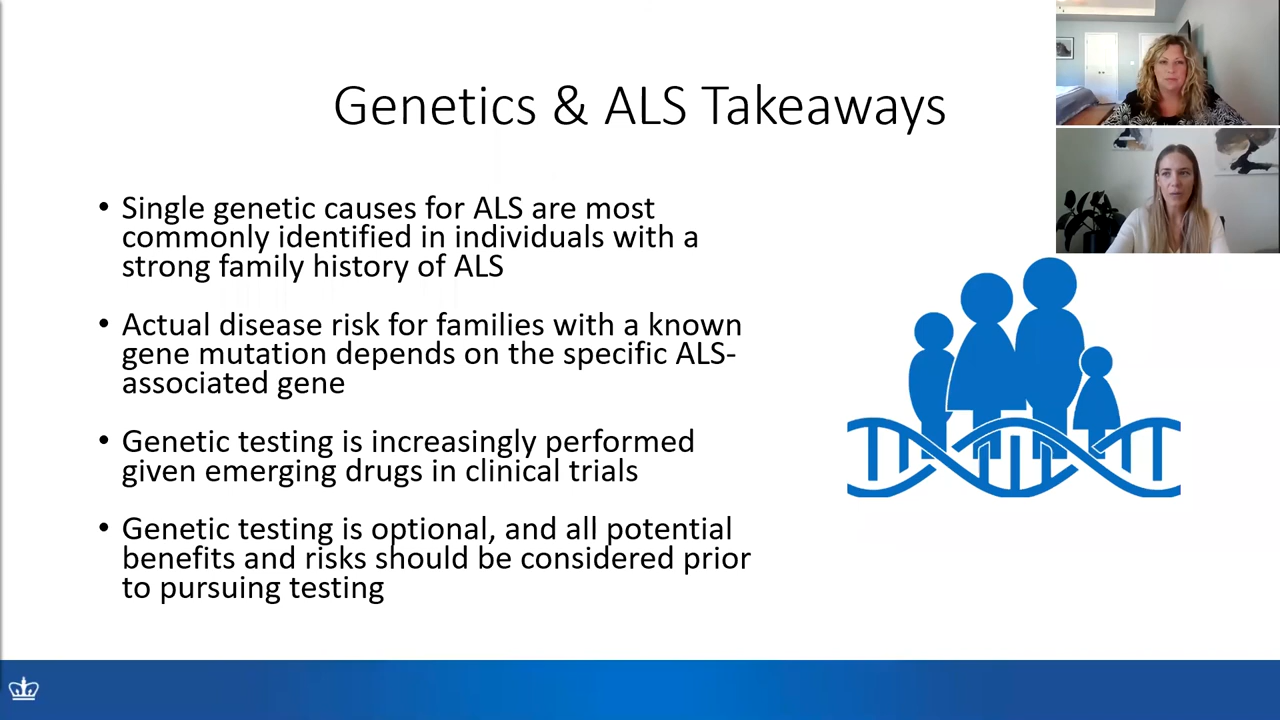 Genetics & ALS Takeaways
• Single genetic causes for ALS are most
commonly identified in individuals with a
strong family history of ALS
• Actual disease risk for families with a known
gene mutation depends on the specific ALS-
associated gene
• Genetic testing is increasingly performed
given emerging drugs in clinical trials
• Genetic testing is optional, and all potential
benefits and risks should be considered prior
to pursuing testing